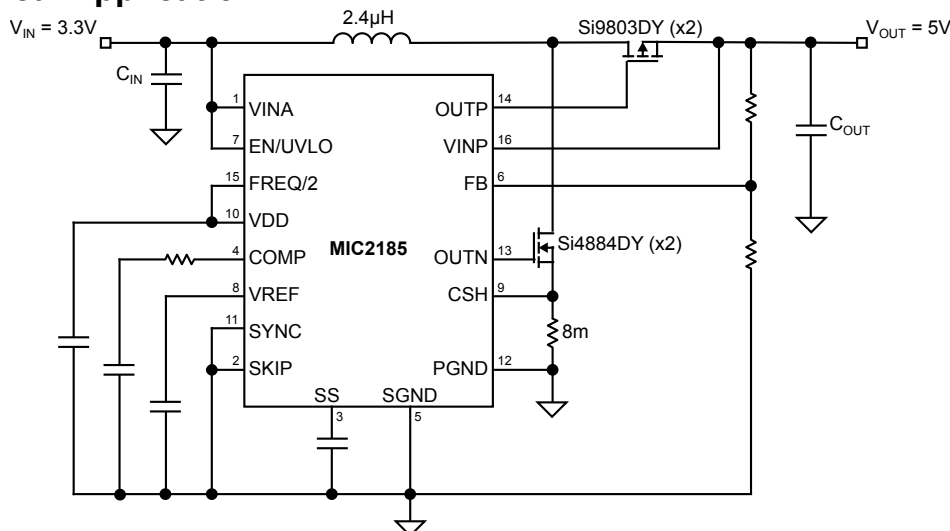 V_IN = 3.3V
2.4µH
Si9803DY (x2)
V_OUT = 5V
C_IN
C_OUT
1 VINA
OUTP 14
7 EN/UVLO
VINP 16
15 FREQ/2
FB 6
10 VDD
MIC2185
Si4884DY (x2)
4 COMP
OUTN 13
8 VREF
CSH 9
11 SYNC
8m
2 SKIP
PGND 12
SS
SGND
3
5